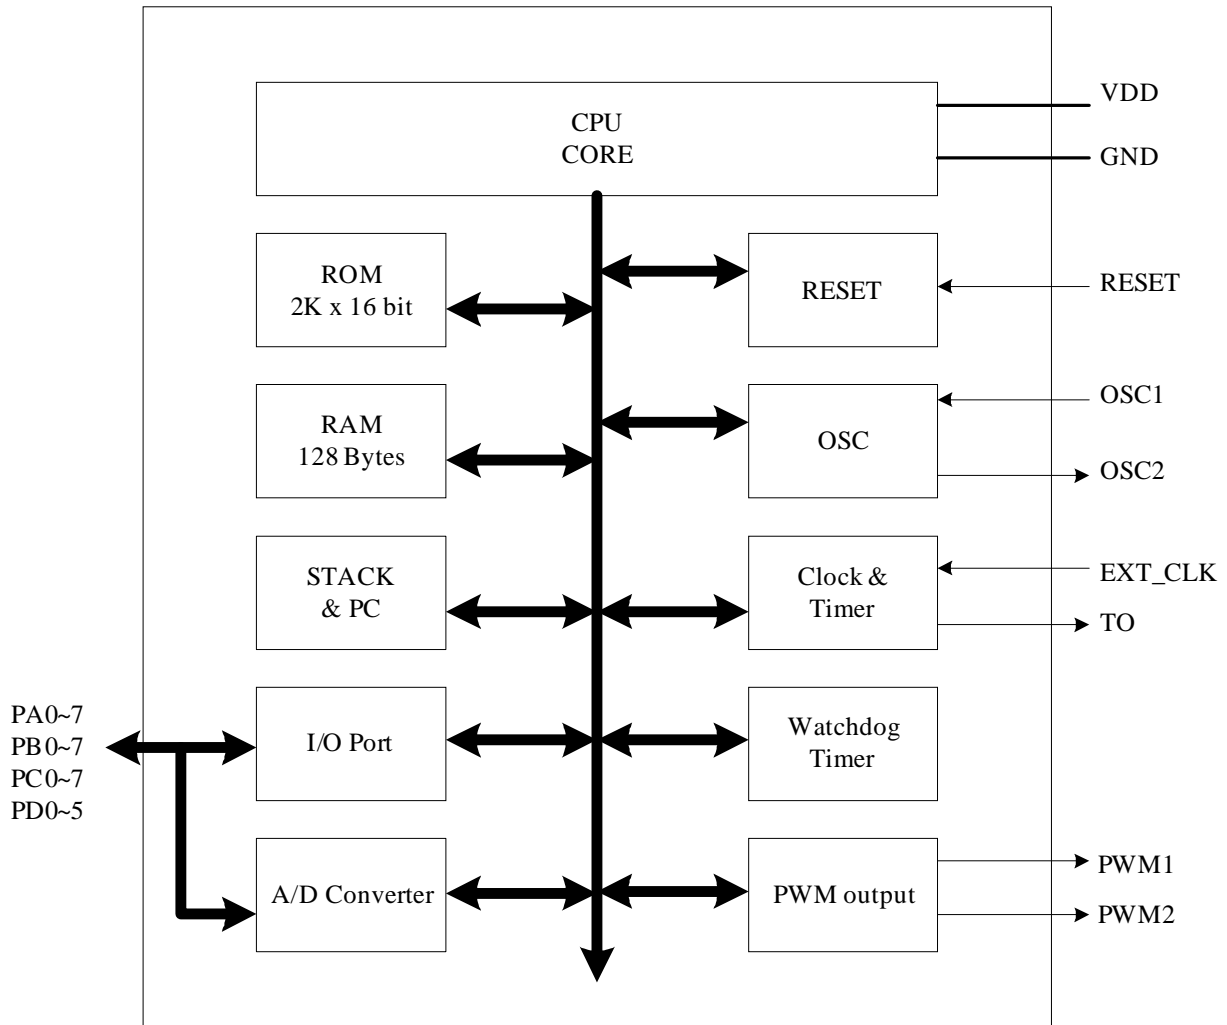 CPU
CORE
VDD
GND
ROM
2K x 16 bit
RESET
RESET
RAM
128 Bytes
OSC
OSC1
OSC2
STACK
& PC
Clock &
Timer
EXT_CLK
TO
PA0~7
PB0~7
PC0~7
PD0~5
I/O Port
Watchdog
Timer
A/D Converter
PWM output
PWM1
PWM2